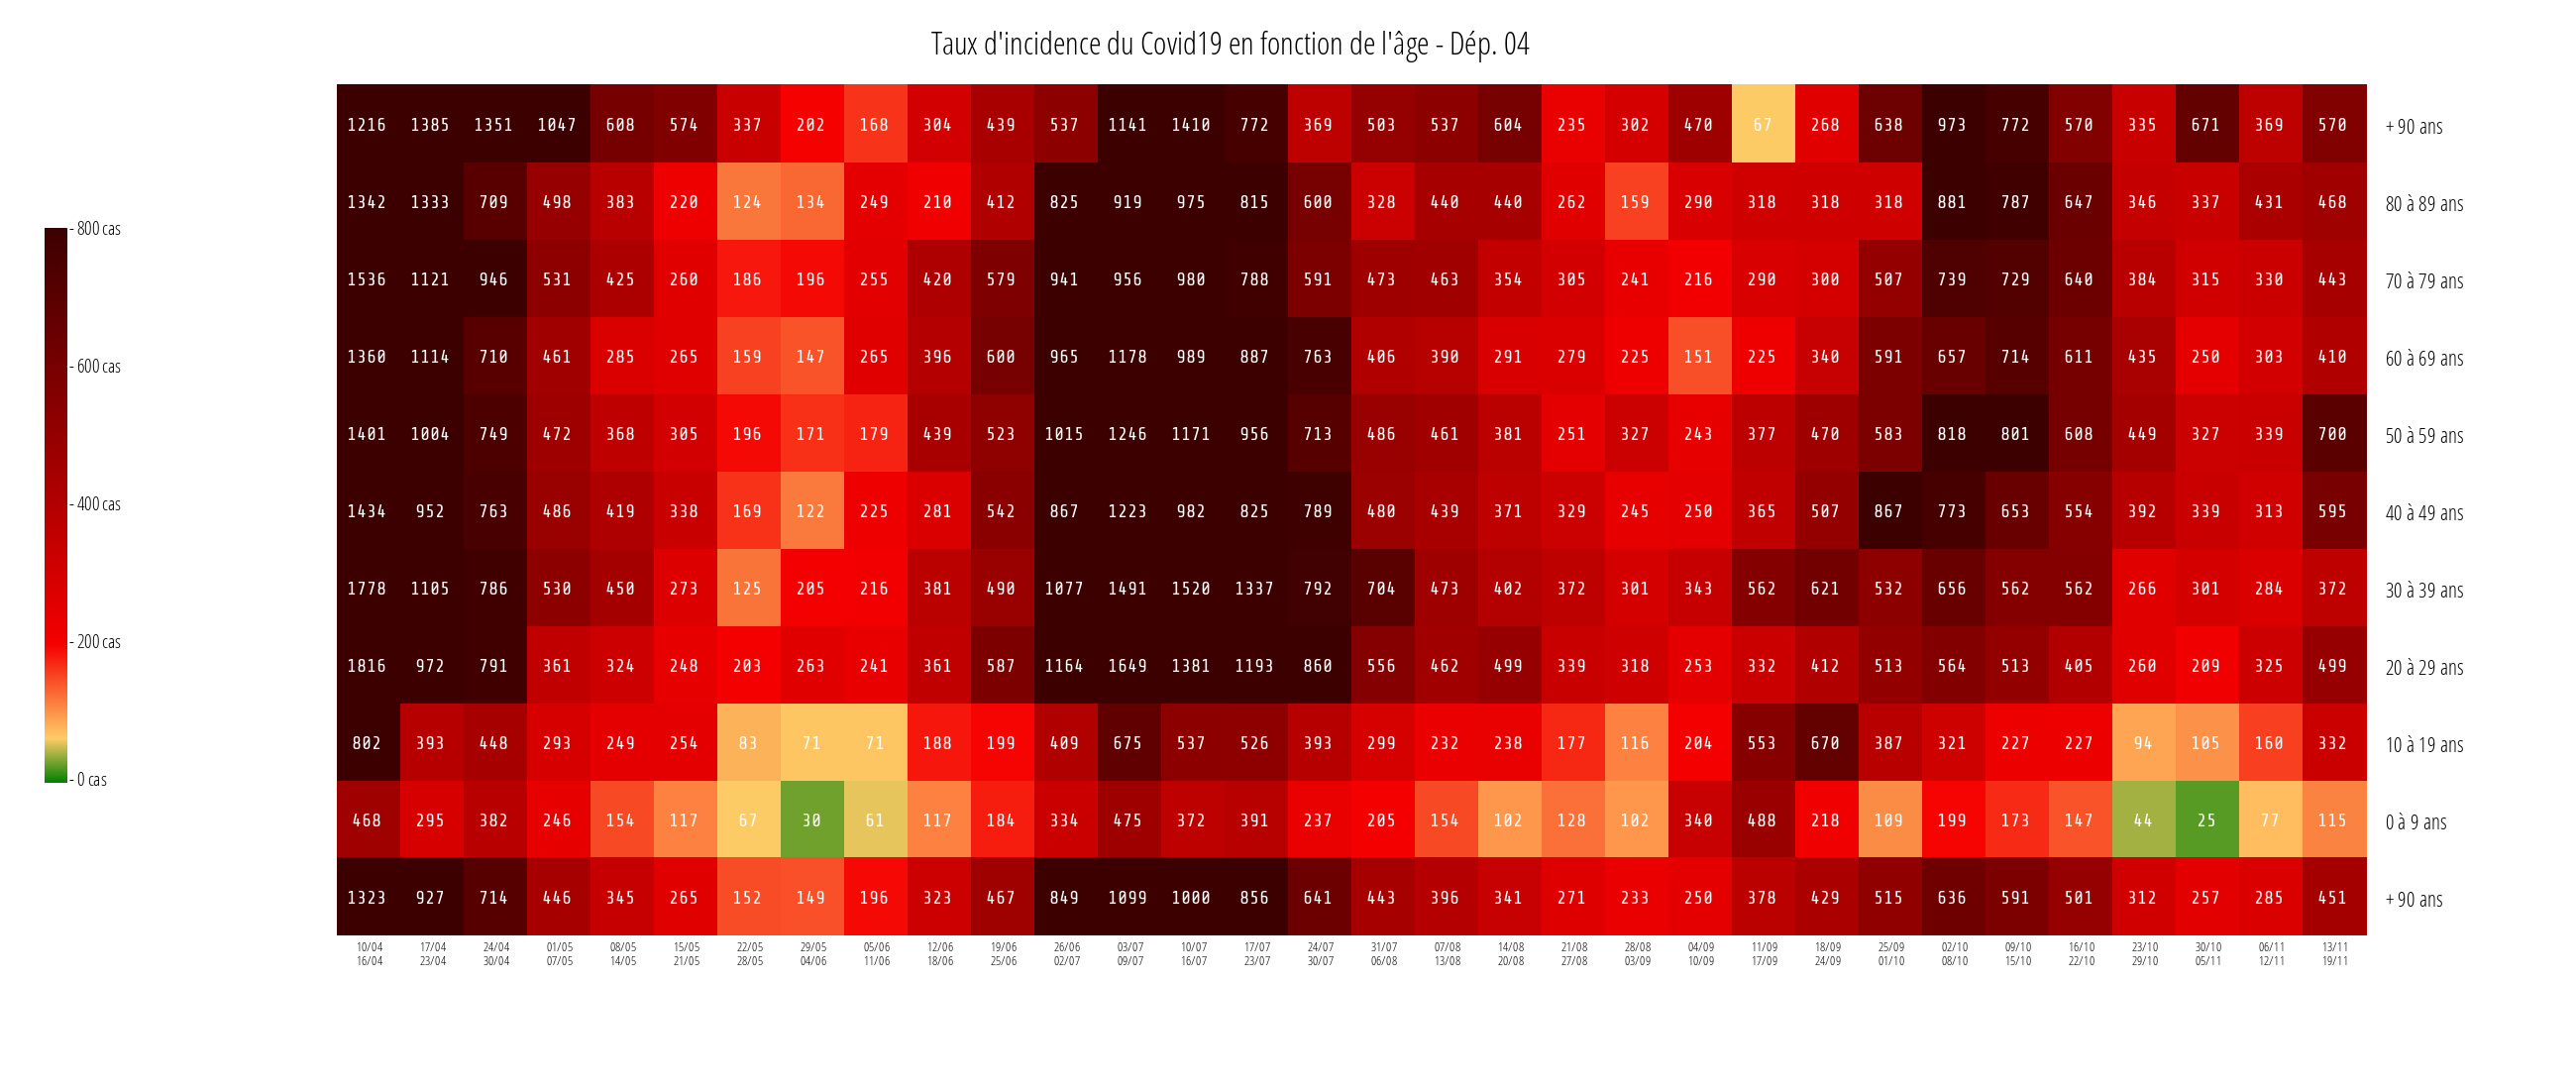 Taux d'incidence du Covid19 en fonction de l'âge - Dép. 04
- 800 cas
- 600 cas
- 400 cas
- 200 cas
- 0 cas
1216 1385 1351 1047 608 574 337 202 168 304 439 537 1141 1410 772 369 503 537 604 235 302 470 67 268 638 973 772 570 335 671 369 570 + 90 ans
1342 1333 709 498 383 220 124 134 249 210 412 825 919 975 815 600 328 440 440 262 159 290 318 318 318 881 787 647 346 337 431 468 80 à 89 ans
1536 1121 946 531 425 260 186 196 255 420 579 941 956 980 788 591 473 463 354 305 241 216 290 300 507 739 729 640 384 315 330 443 70 à 79 ans
1360 1114 710 461 285 265 159 147 265 396 600 965 1178 989 887 763 406 390 291 279 225 151 225 340 591 657 714 611 435 250 303 410 60 à 69 ans
1401 1004 749 472 368 305 196 171 179 439 523 1015 1246 1171 956 713 486 461 381 251 327 243 377 470 583 818 801 608 449 327 339 700 50 à 59 ans
1434 952 763 486 419 338 169 122 225 281 542 867 1223 982 825 789 480 439 371 329 245 250 365 507 867 773 653 554 392 339 313 595 40 à 49 ans
1778 1105 786 530 450 273 125 205 216 381 490 1077 1491 1520 1337 792 704 473 402 372 301 343 562 621 532 656 562 562 266 301 284 372 30 à 39 ans
1816 972 791 361 324 248 203 263 241 361 587 1164 1649 1381 1193 860 556 462 499 339 318 253 332 412 513 564 513 405 260 209 325 499 20 à 29 ans
802 393 448 293 249 254 83 71 71 188 199 409 675 537 526 393 299 232 238 177 116 204 553 670 387 321 227 227 94 105 160 332 10 à 19 ans
468 295 382 246 154 117 67 30 61 117 184 334 475 372 391 237 205 154 102 128 102 340 488 218 109 199 173 147 44 25 77 115 0 à 9 ans
1323 927 714 446 345 265 152 149 196 323 467 849 1099 1000 856 641 443 396 341 271 233 250 378 429 515 636 591 501 312 257 285 451 + 90 ans
10/04 17/04 24/04 01/05 08/05 15/05 22/05 29/05 05/06 12/06 19/06 26/06 03/07 10/07 17/07 24/07 31/07 07/08 14/08 21/08 28/08 04/09 11/09 18/09 25/09 02/10 09/10 16/10 23/10 30/10 06/11 13/11
16/04 23/04 30/04 07/05 14/05 21/05 28/05 04/06 11/06 18/06 25/06 02/07 09/07 16/07 23/07 30/07 06/08 13/08 20/08 27/08 03/09 10/09 17/09 24/09 01/10 08/10 15/10 22/10 29/10 05/11 12/11 19/11